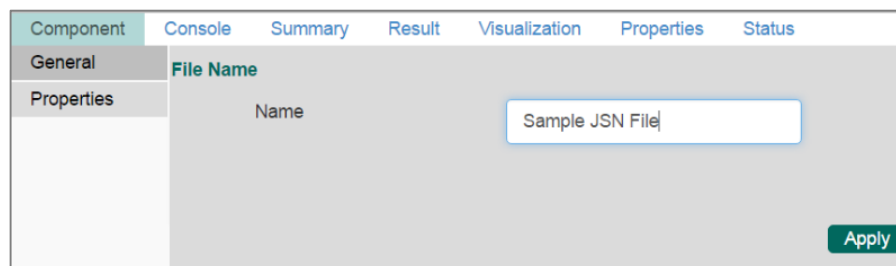 Component Console Summary Result Visualization Properties Status
General
File Name
Properties
Name
Sample JSN File
Apply